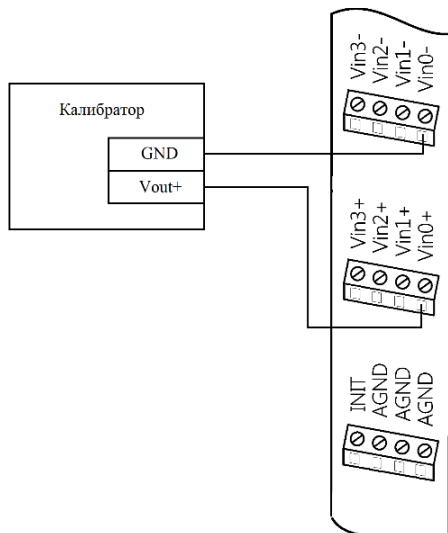 Калибратор
GND
Vout+
Vin3-
Vin2-
Vin1-
Vin0-
Vin3+
Vin2+
Vin1+
Vin0+
INIT
AGND
AGND
AGND